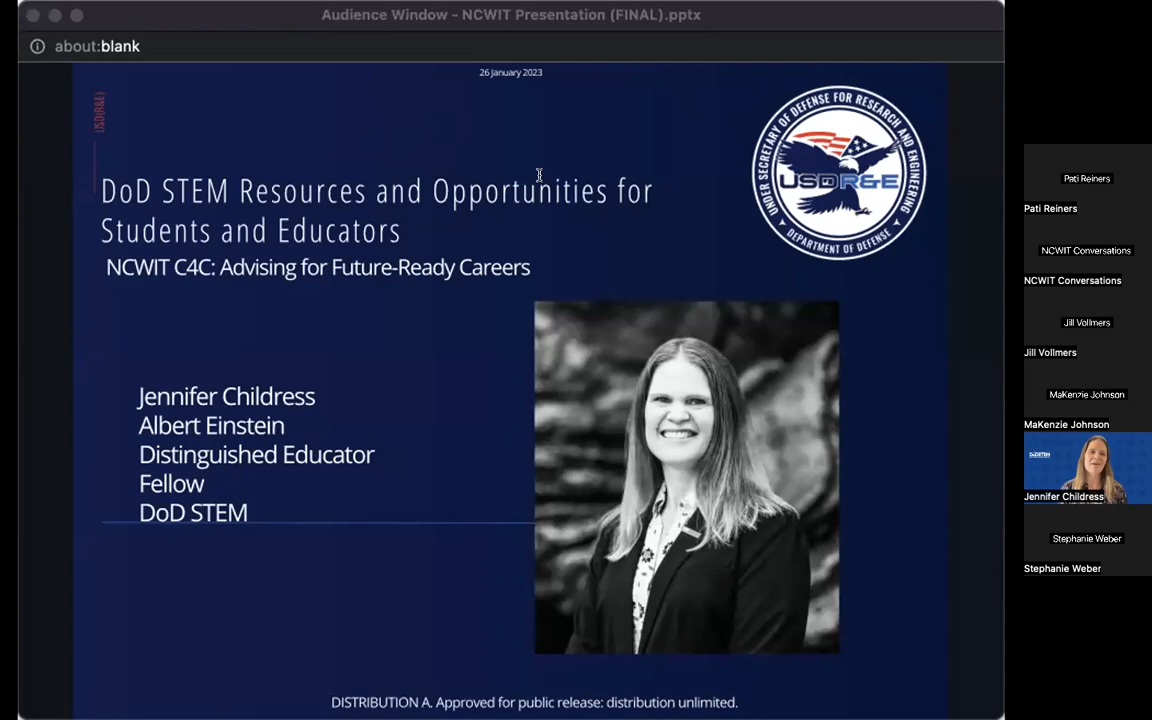 Audience Window - NCWIT Presentation (FINAL).pptx
about:blank
26 January 2023
USD(R&E)
UNDER SECRETARY OF DEFENSE FOR RESEARCH AND ENGINEERING
USDR&E
DEPARTMENT OF DEFENSE
DoD STEM Resources and Opportunities for
Students and Educators
NCWIT C4C: Advising for Future-Ready Careers
Jennifer Childress
Albert Einstein
Distinguished Educator
Fellow
DoD STEM
DISTRIBUTION A. Approved for public release: distribution unlimited.
Pati Reiners
Pati Reiners
NCWIT Conversations
NCWIT Conversations
Jill Vollmers
Jill Vollmers
MaKenzie Johnson
MaKenzie Johnson
DoDSTEM
Jennifer Childress
Stephanie Weber
Stephanie Weber